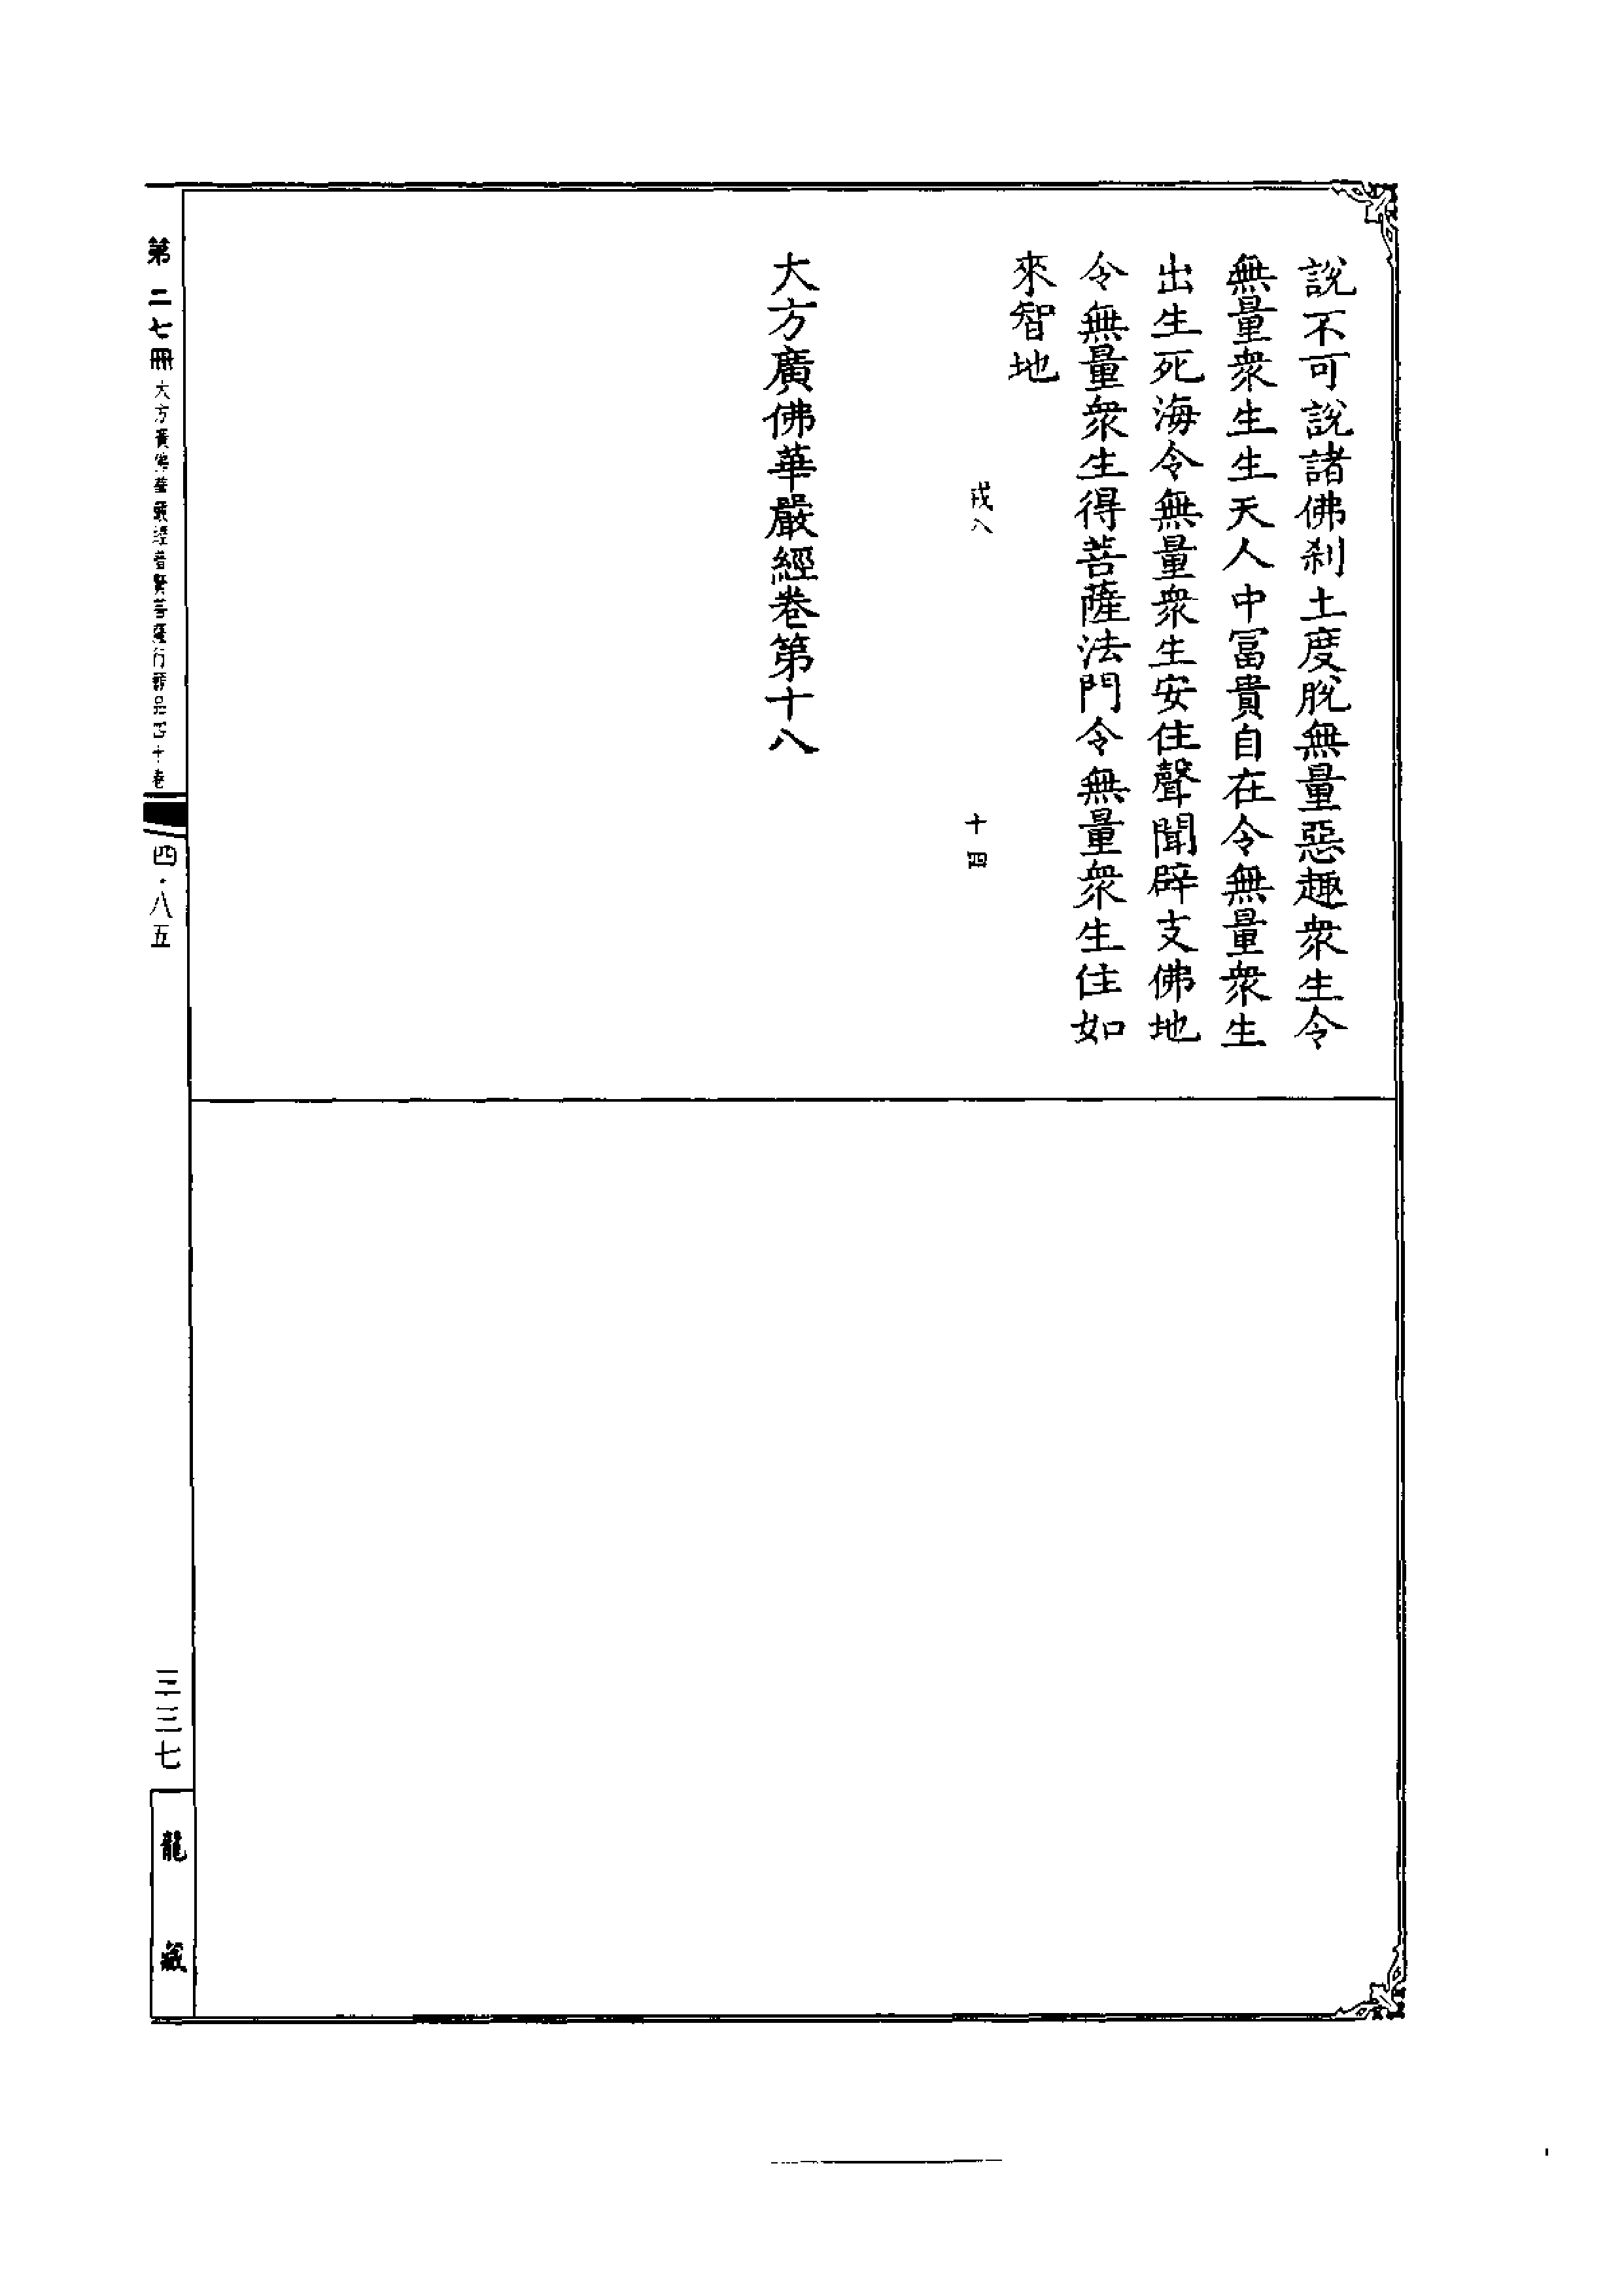 說不可說諸佛刹土度脫無量惡趣衆生令
無量衆生生天人中冨貴自在令無量衆生
出生死海令無量衆生安住聲聞辟支佛地
令無量衆生得菩薩法門令無量衆生住如
來智地
戎八
十四
大方廣佛華嚴經卷第十八
第二七冊 大方廣佛華嚴經普賢菩薩行願品四十卷
四·八五
三三七
龍藏